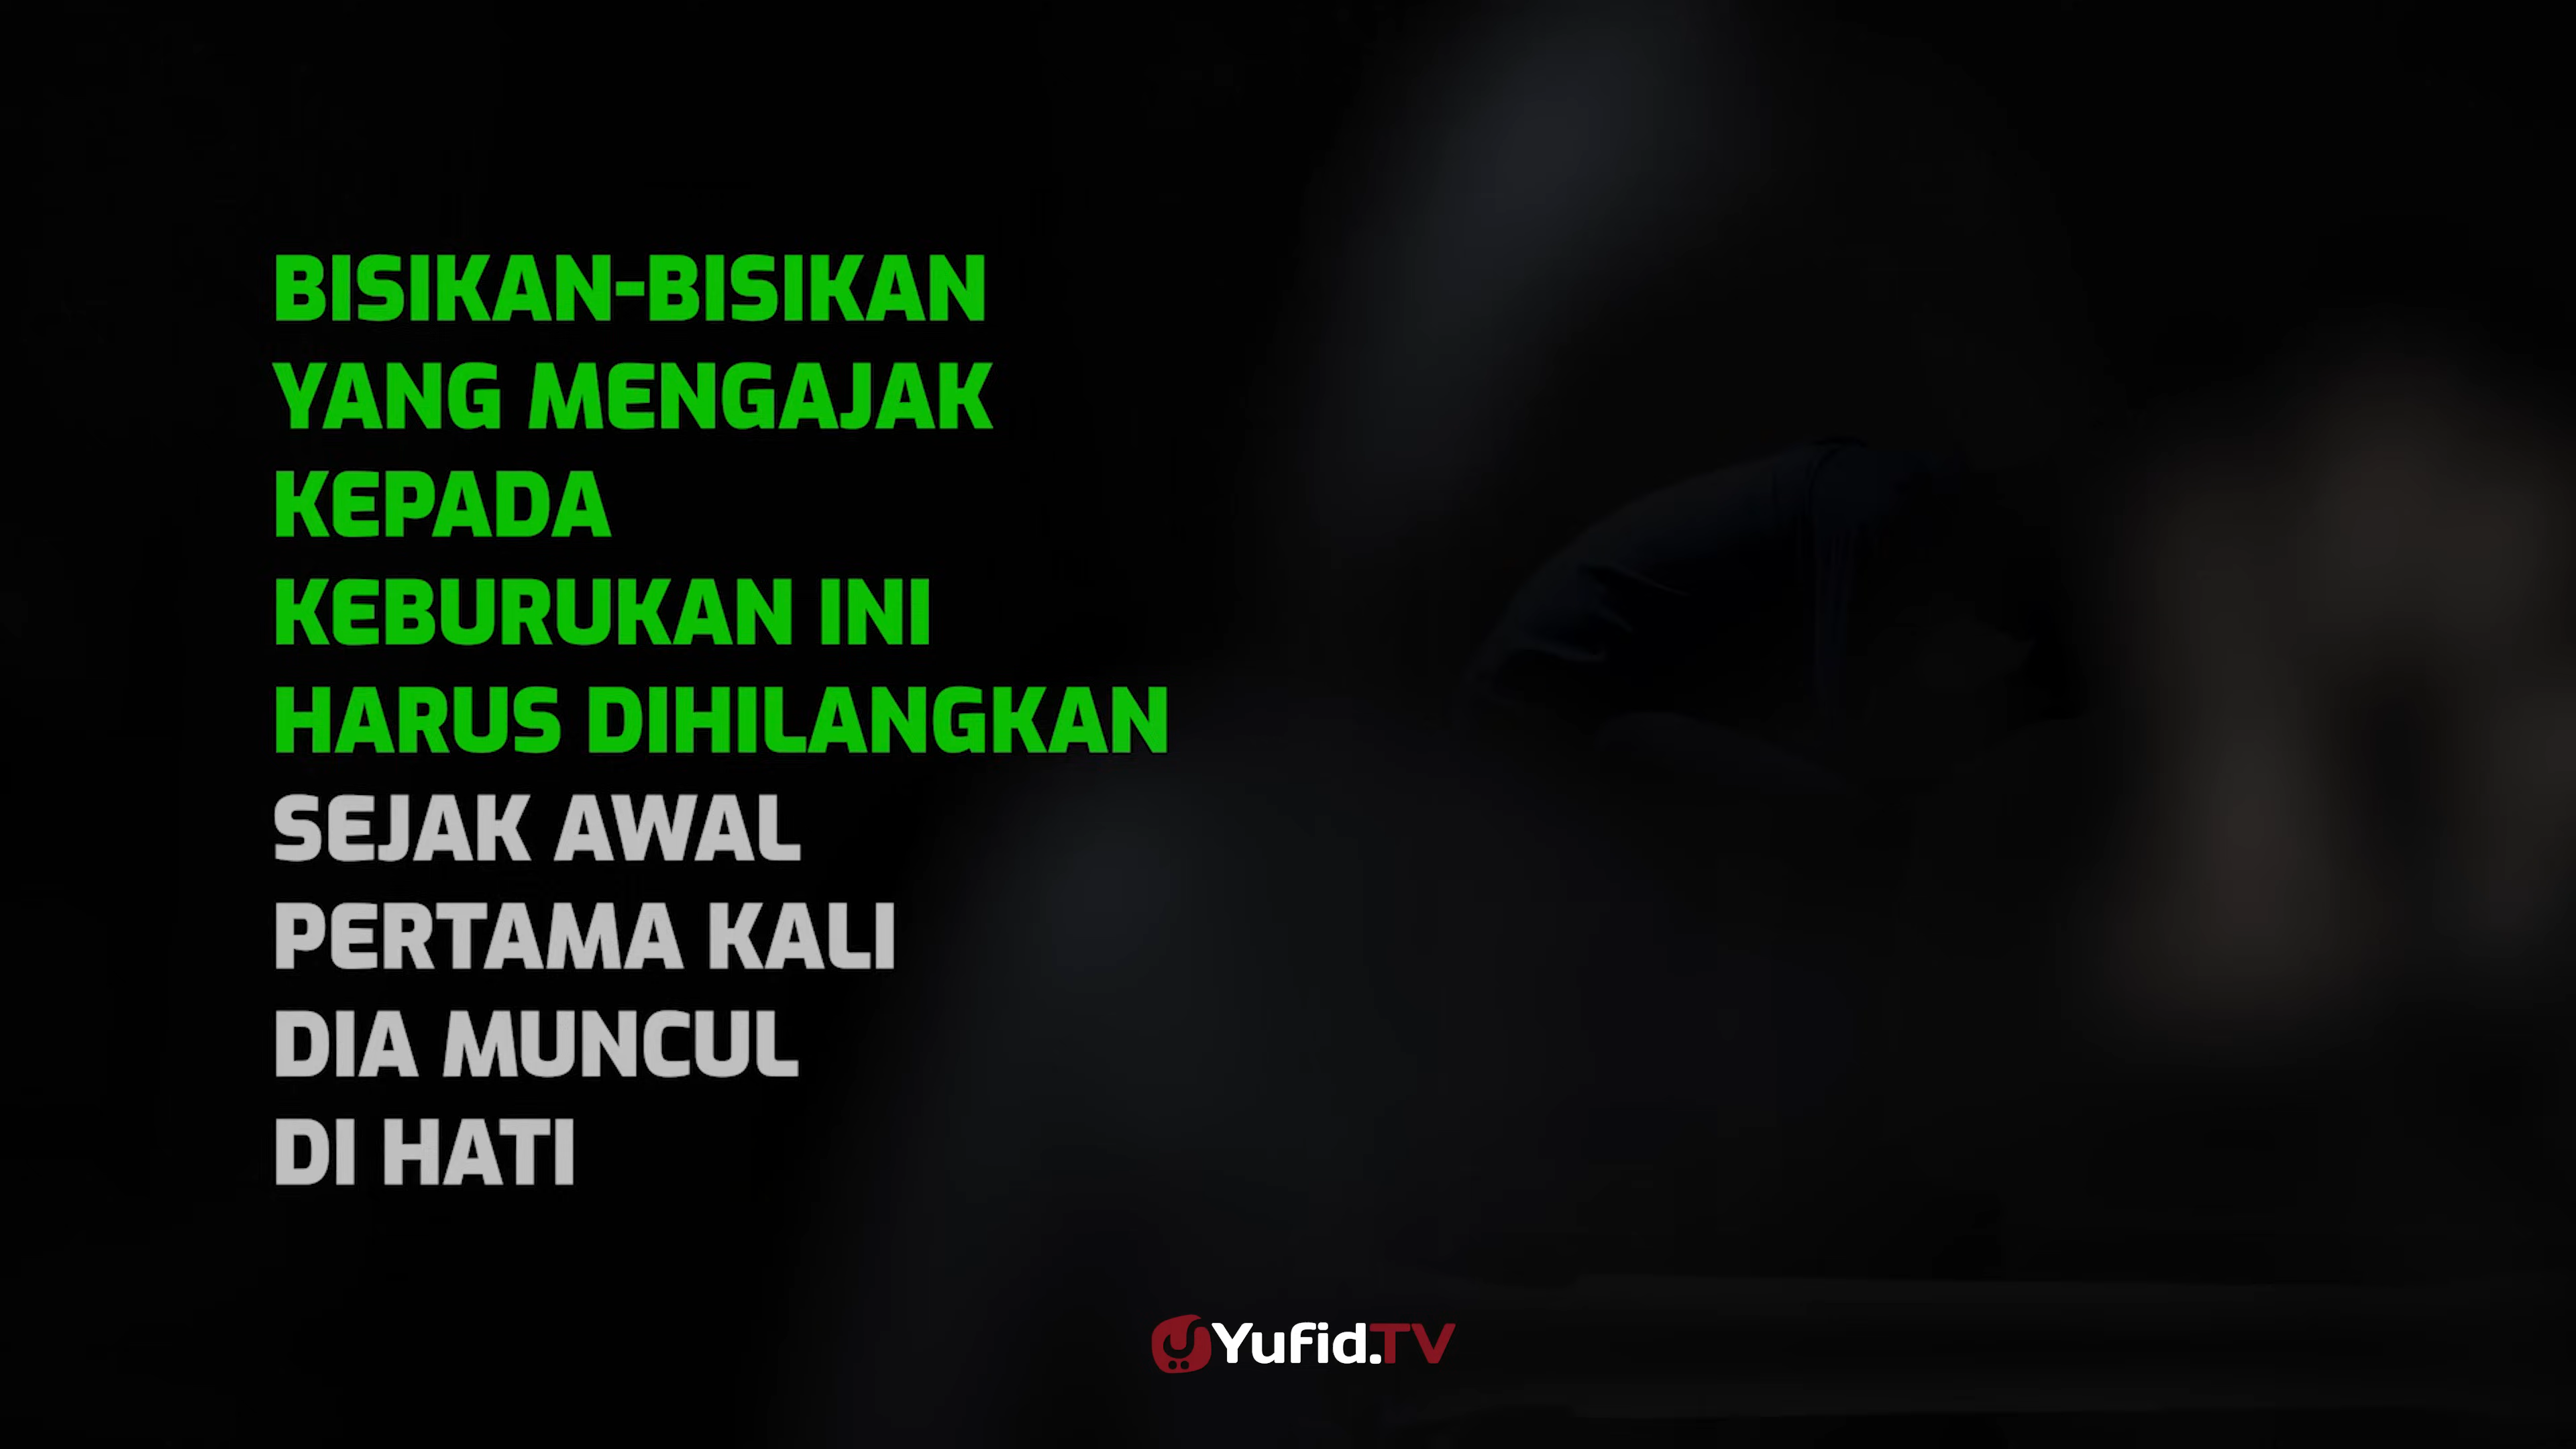 BISIKAN-BISIKAN
YANG MENGAJAK
KEPADA
KEBURUKAN INI
HARUS DIHILANGKAN
SEJAK AWAL
PERTAMA KALI
DIA MUNCUL
DI HATI
Yufid.TV